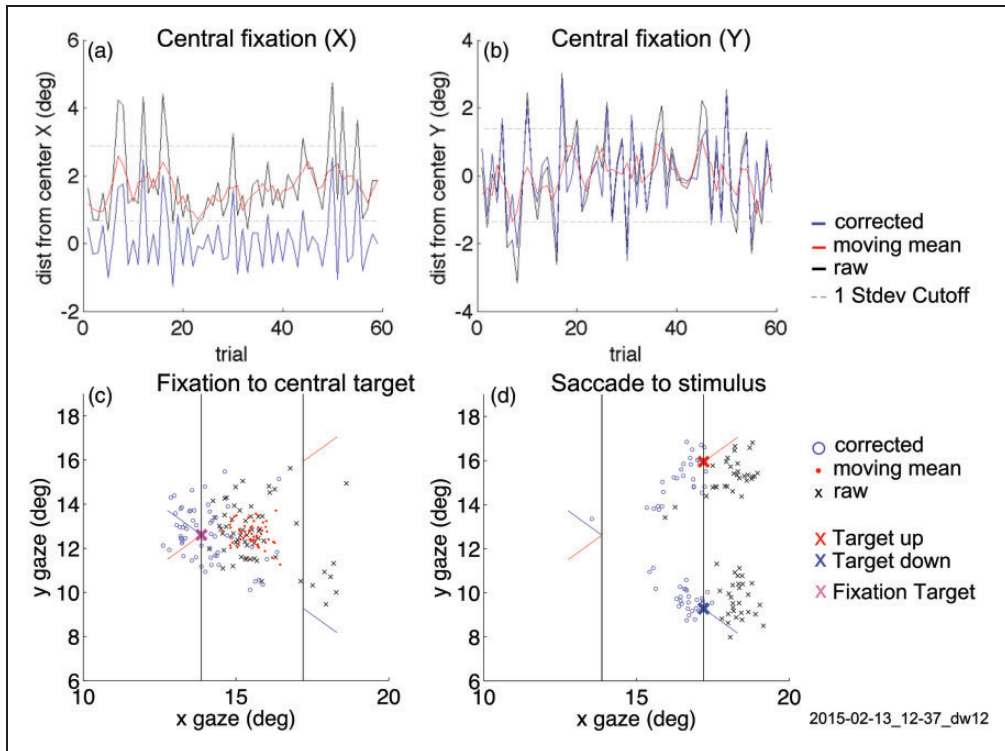 (a) Central fixation (X)
6
4
2
0
-2
0 20 40 60
dist from center X (deg)
trial
(b) Central fixation (Y)
4
2
0
-2
-4
0 20 40 60
dist from center Y (deg)
trial
corrected
moving mean
raw
1 Stdev Cutoff
(c) Fixation to central target
18
16
14
12
10
8
6
10 15 20
y gaze (deg)
x gaze (deg)
(d) Saccade to stimulus
18
16
14
12
10
8
6
10 15 20
y gaze (deg)
x gaze (deg)
corrected
moving mean
x raw
X Target up
X Target down
X Fixation Target
2015-02-13_12-37_dw12